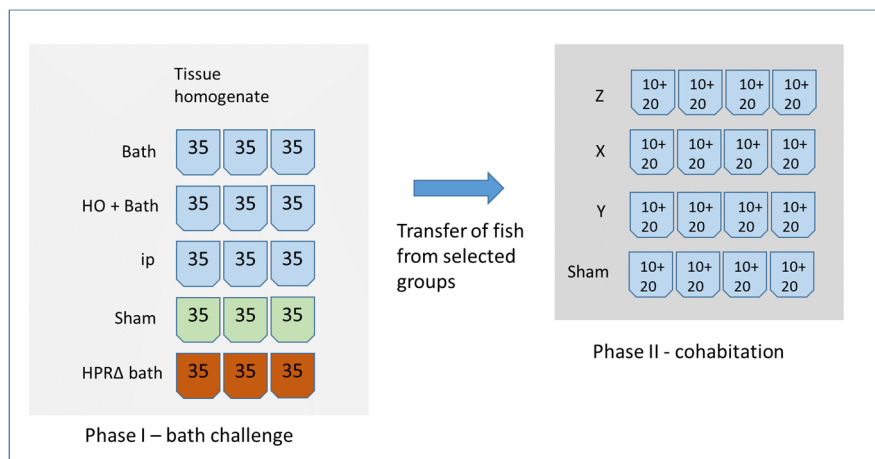 Tissue
homogenate
Bath 35 35 35
HO + Bath 35 35 35
ip 35 35 35
Sham 35 35 35
HPRΔ bath 35 35 35
Phase I – bath challenge
Transfer of fish
from selected
groups
Z 10+ 10+ 10+ 10+
20 20 20 20
X 10+ 10+ 10+ 10+
20 20 20 20
Y 10+ 10+ 10+ 10+
20 20 20 20
Sham 10+ 10+ 10+ 10+
20 20 20 20
Phase II - cohabitation